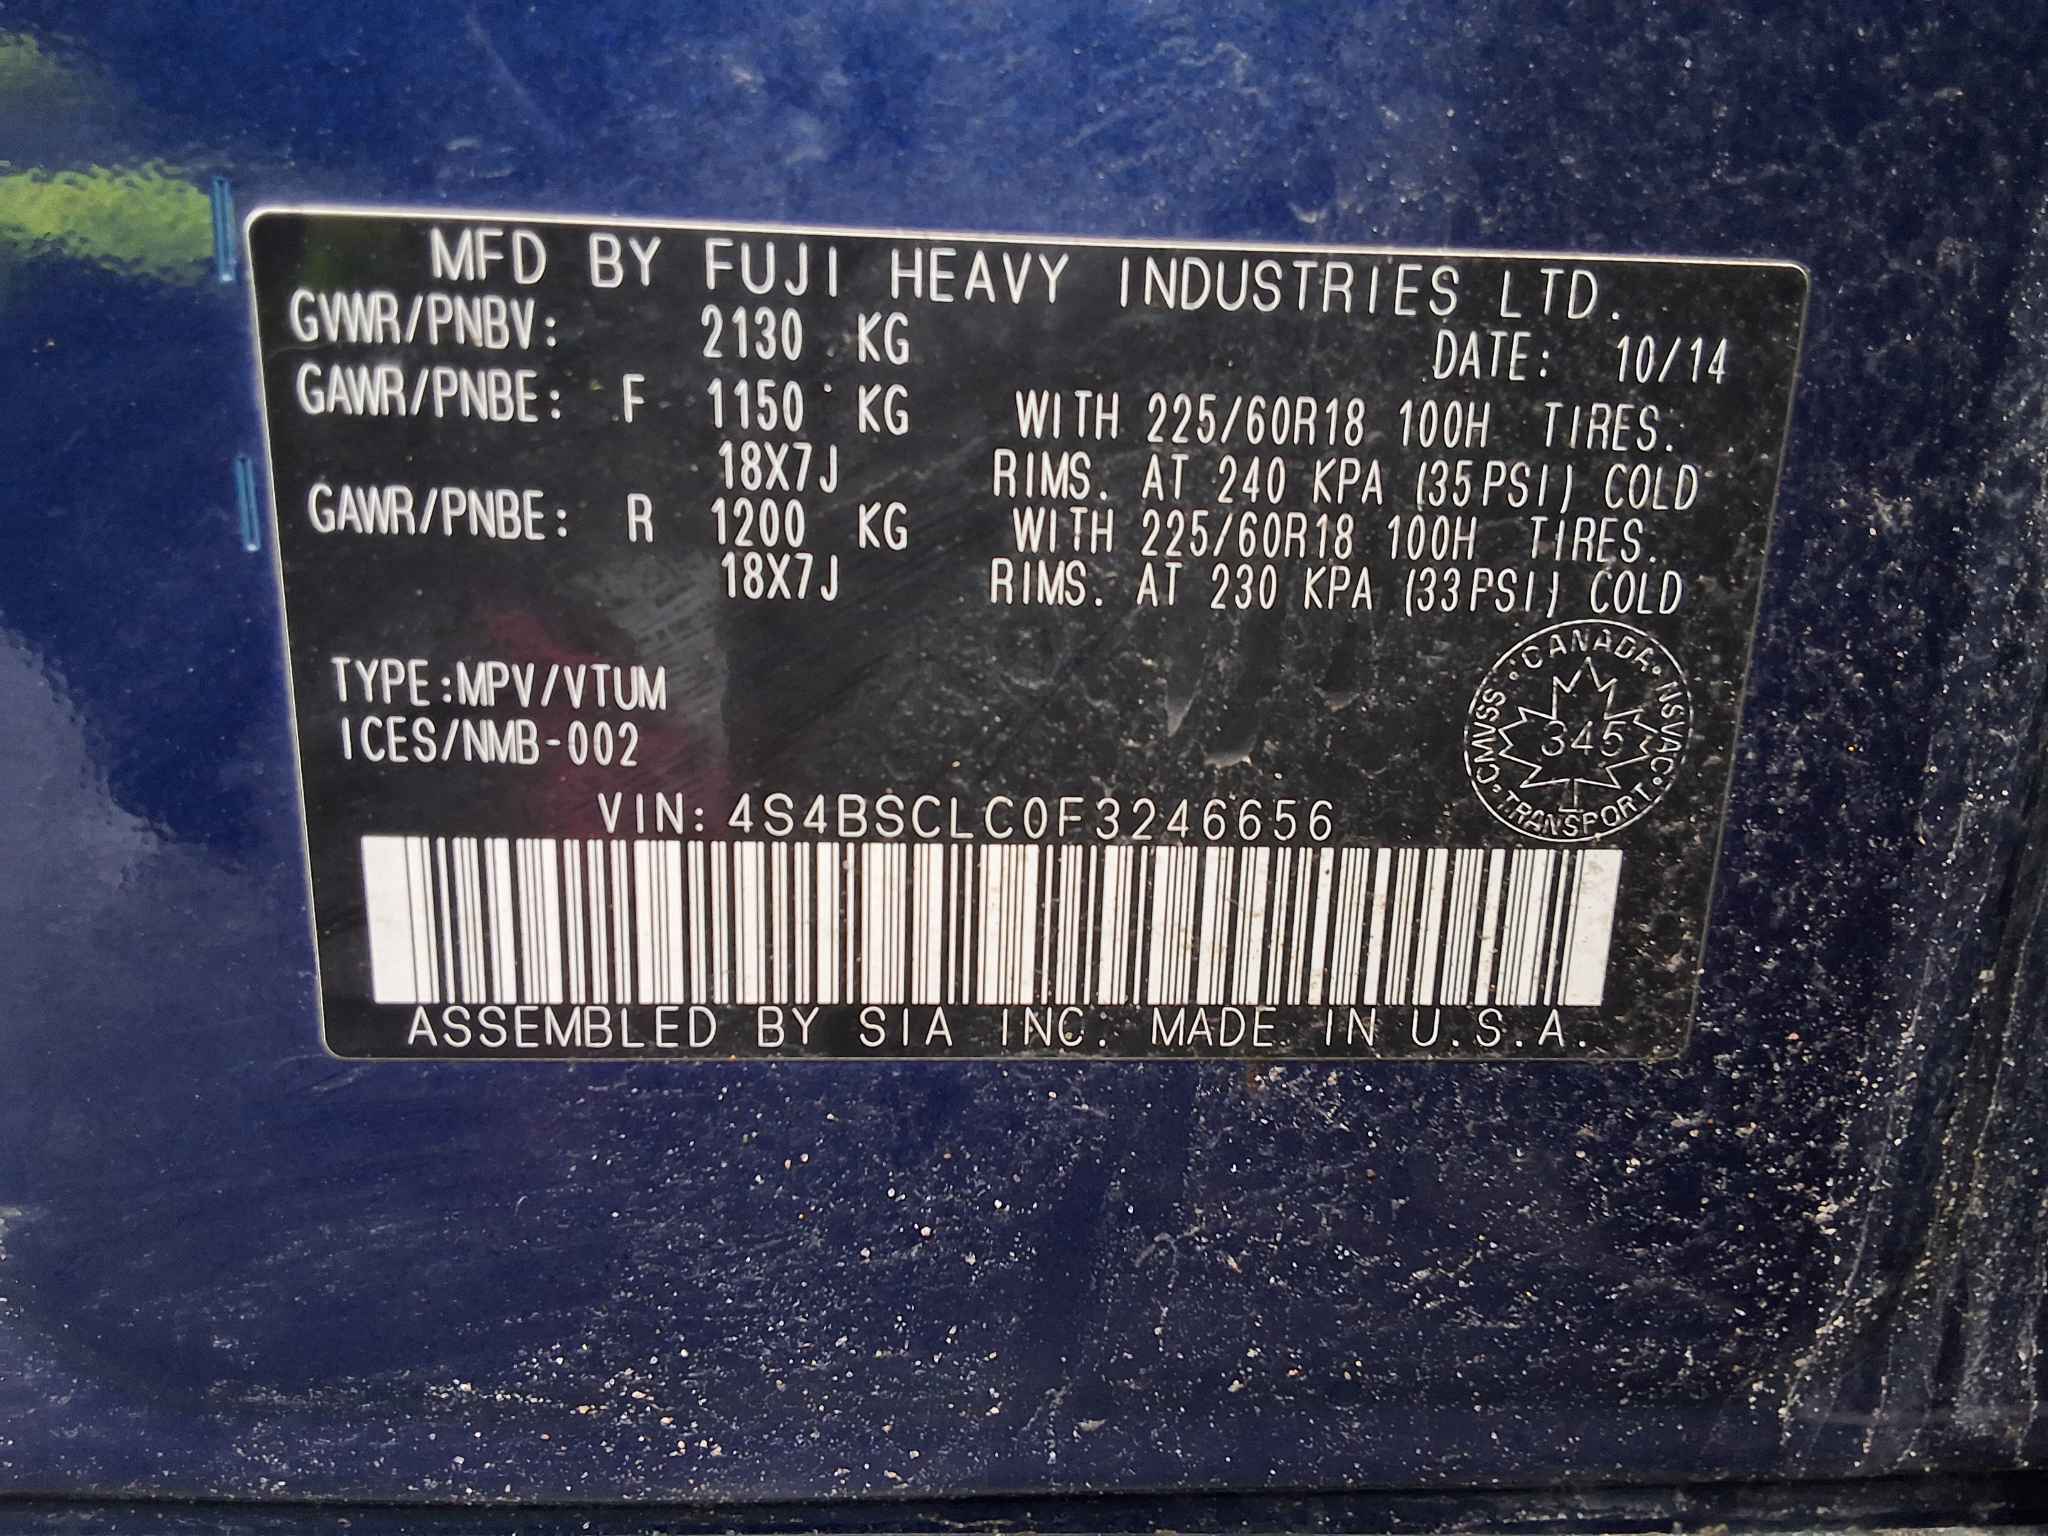 MFD BY FUJI HEAVY INDUSTRIES LTD.
GVWR/PNBV: 2130 KG DATE: 10/14
GAWR/PNBE: F 1150 KG WITH 225/60R18 100H TIRES.
18X7J RIMS. AT 240 KPA (35PSI) COLD
GAWR/PNBE: R 1200 KG WITH 225/60R18 100H TIRES.
18X7J RIMS. AT 230 KPA (33PSI) COLD
TYPE:MPV/VTUM
ICES/NMB-002
CANADA · NSVAC · TRANSPORT · CMVSS ·
345
VIN: 4S4BSCLC0F3246656
ASSEMBLED BY SIA INC. MADE IN U.S.A.